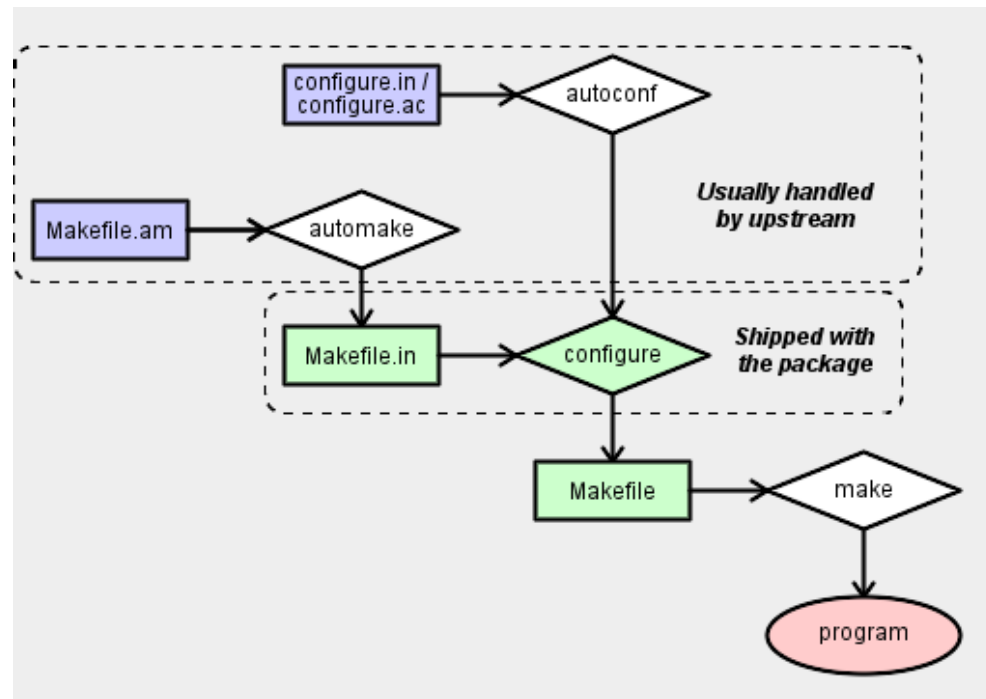 configure.in /
configure.ac
autoconf
Usually handled
by upstream
Makefile.am
automake
Makefile.in
configure
Shipped with
the package
Makefile
make
program